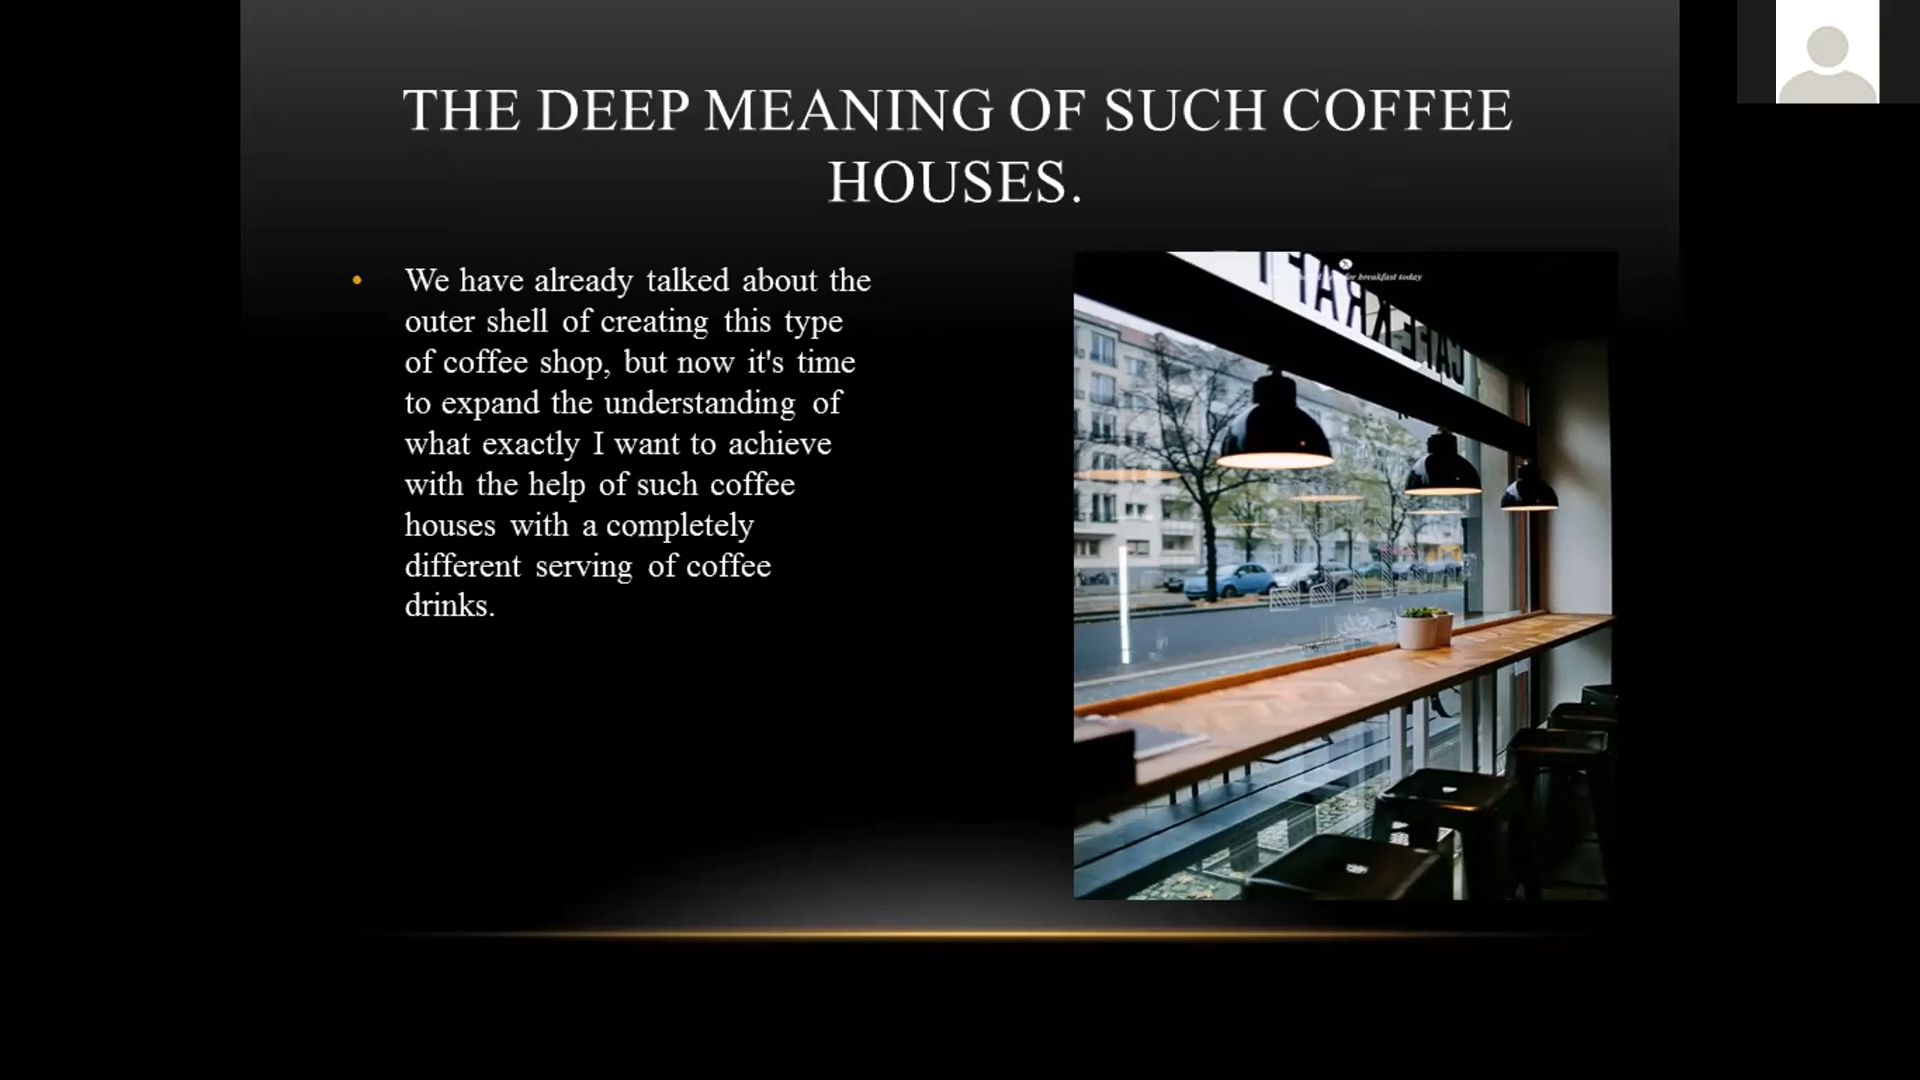 THE DEEP MEANING OF SUCH COFFEE
HOUSES.
We have already talked about the
outer shell of creating this type
of coffee shop, but now it's time
to expand the understanding of
what exactly I want to achieve
with the help of such coffee
houses with a completely
different serving of coffee
drinks.
for breakfast today
CAFFEKRAFT